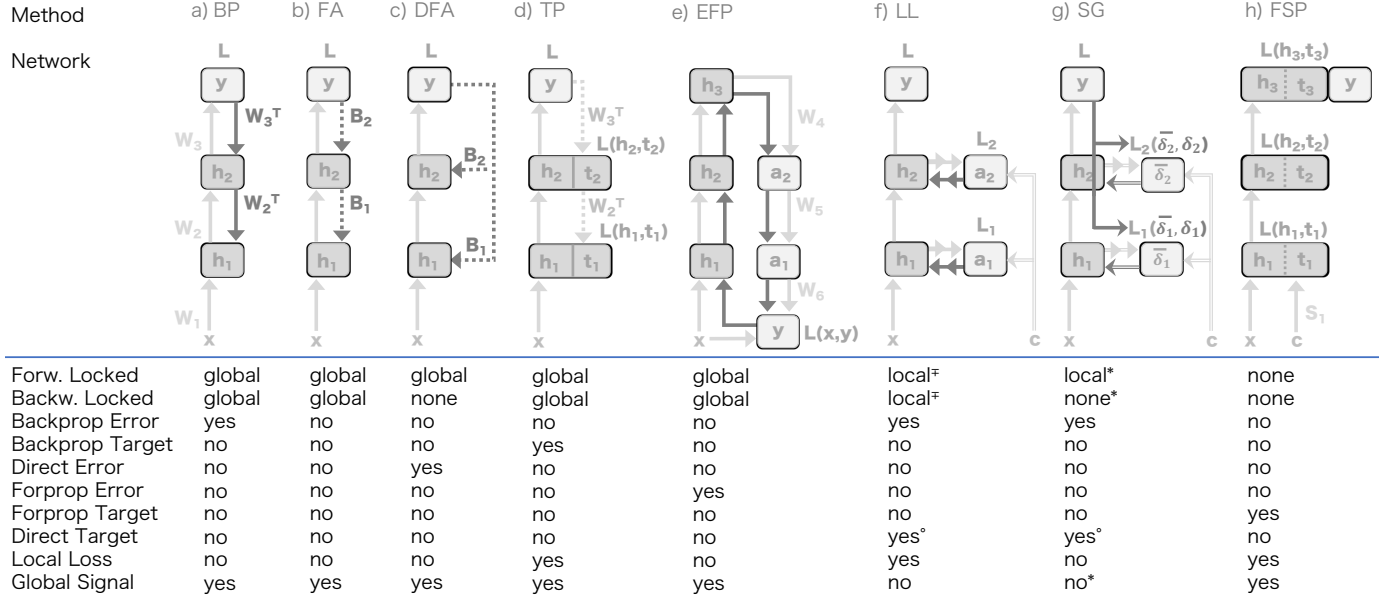 Method a) BP b) FA c) DFA d) TP e) EFP f) LL g) SG h) FSP
Network
L L L L L L L(h₃,t₃)
y y y y h₃ y y h₃ t₃ y
W₃ᵀ B₂ W₃ᵀ W₄
W₃ L(h₂,t₂) L₂ L₂(δ̅₂,δ₂) L(h₂,t₂)
B₂
h₂ h₂ h₂ h₂ t₂ h₂ a₂ h₂ a₂ h₂ δ̅₂ h₂ t₂
W₂ᵀ B₁ W₂ᵀ W₅
W₂ L(h₁,t₁) L₁ L₁(δ̅₁,δ₁) L(h₁,t₁)
B₁
h₁ h₁ h₁ h₁ t₁ h₁ a₁ h₁ a₁ h₁ δ̅₁ h₁ t₁
W₁ W₆ S₁
y L(x,y)
x x x x x x c x c x c
Forw. Locked global global global global global local∓ local* none
Backw. Locked global global none global global local∓ none* none
Backprop Error yes no no no no yes yes no
Backprop Target no no no yes no no no no
Direct Error no no yes no no no no no
Forprop Error no no no no yes no no no
Forprop Target no no no no no no no yes
Direct Target no no no no no yes° yes° no
Local Loss no no no yes no yes no yes
Global Signal yes yes yes yes yes no no* yes